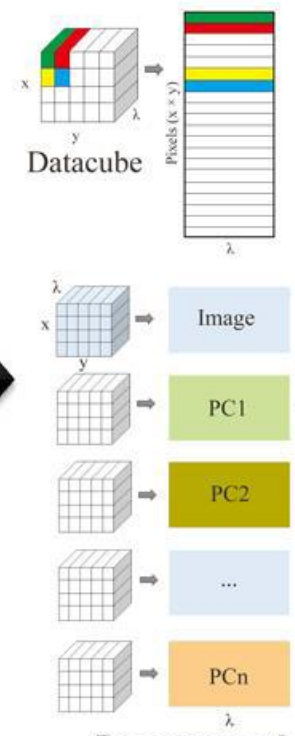 x
λ
y
Datacube
Pixels (x × y)
λ
λ
x
y
Image
PC1
PC2
...
PCn
λ